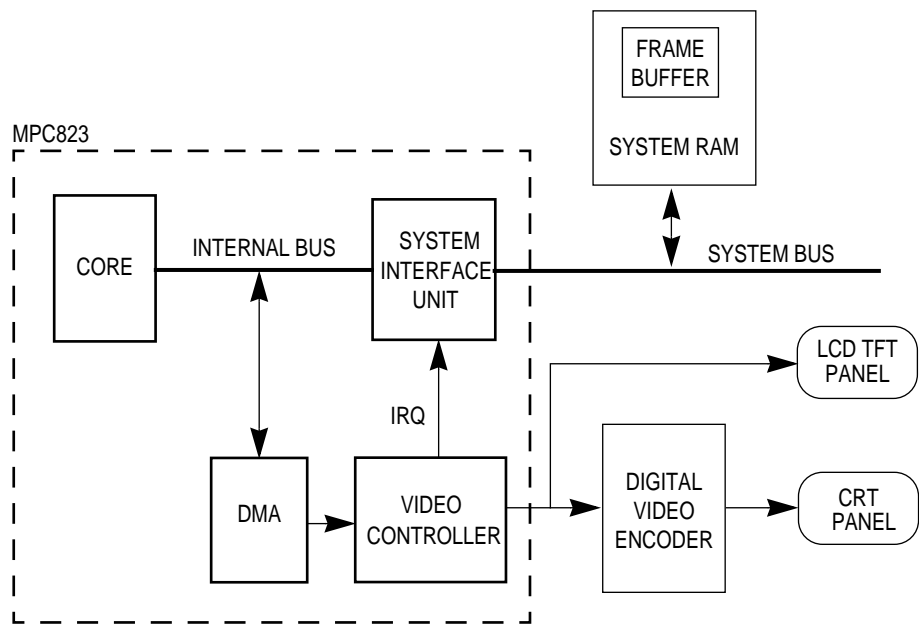 FRAME
BUFFER
SYSTEM RAM
MPC823
CORE
INTERNAL BUS
SYSTEM
INTERFACE
UNIT
SYSTEM BUS
LCD TFT
PANEL
IRQ
DMA
VIDEO
CONTROLLER
DIGITAL
VIDEO
ENCODER
CRT
PANEL